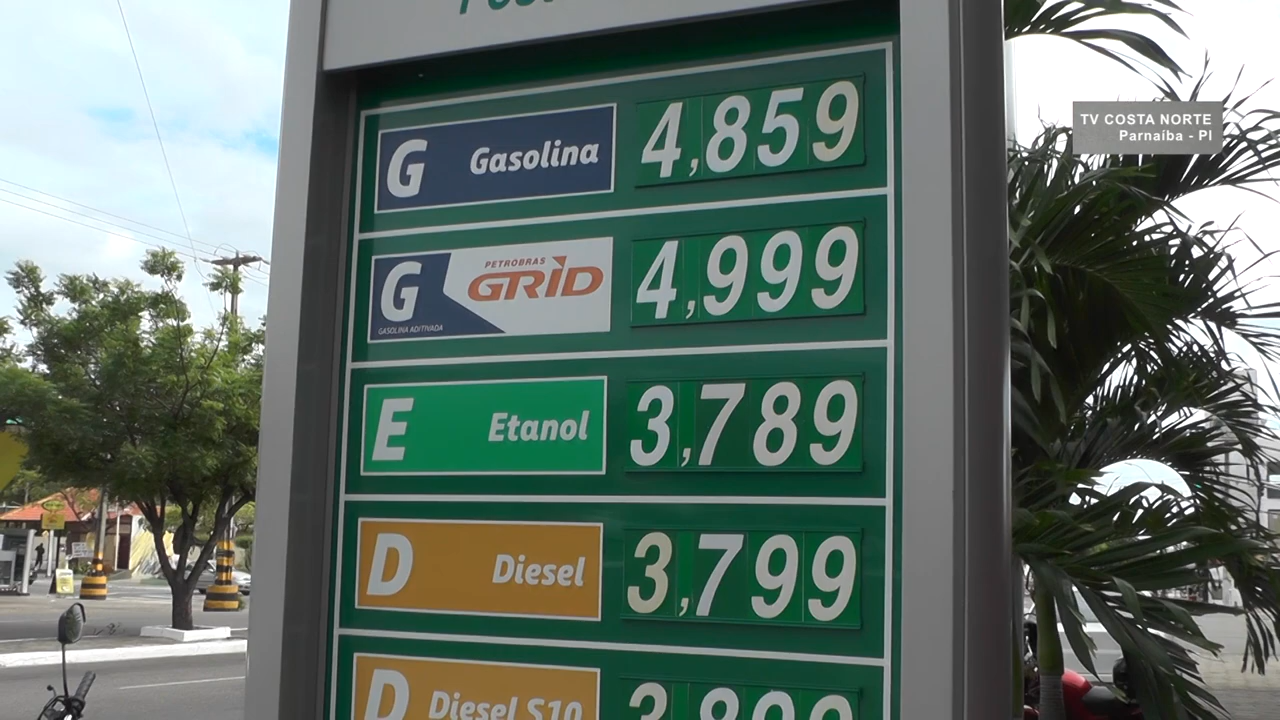 TV COSTA NORTE
Parnaíba - PI
G Gasolina 4,859
G PETROBRAS GRID 4,999
GASOLINA ADITIVADA
E Etanol 3,789
D Diesel 3,799
D Diesel S10